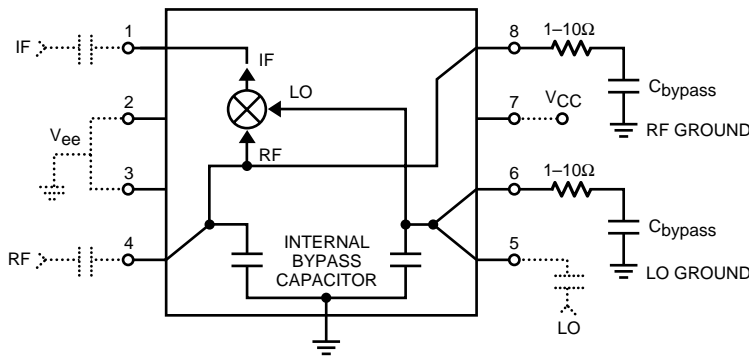 1
IF
2
Vee
3
4
RF
IF
LO
RF
INTERNAL
BYPASS
CAPACITOR
8
1–10Ω
Cbypass
RF GROUND
7
VCC
6
1–10Ω
Cbypass
LO GROUND
5
LO